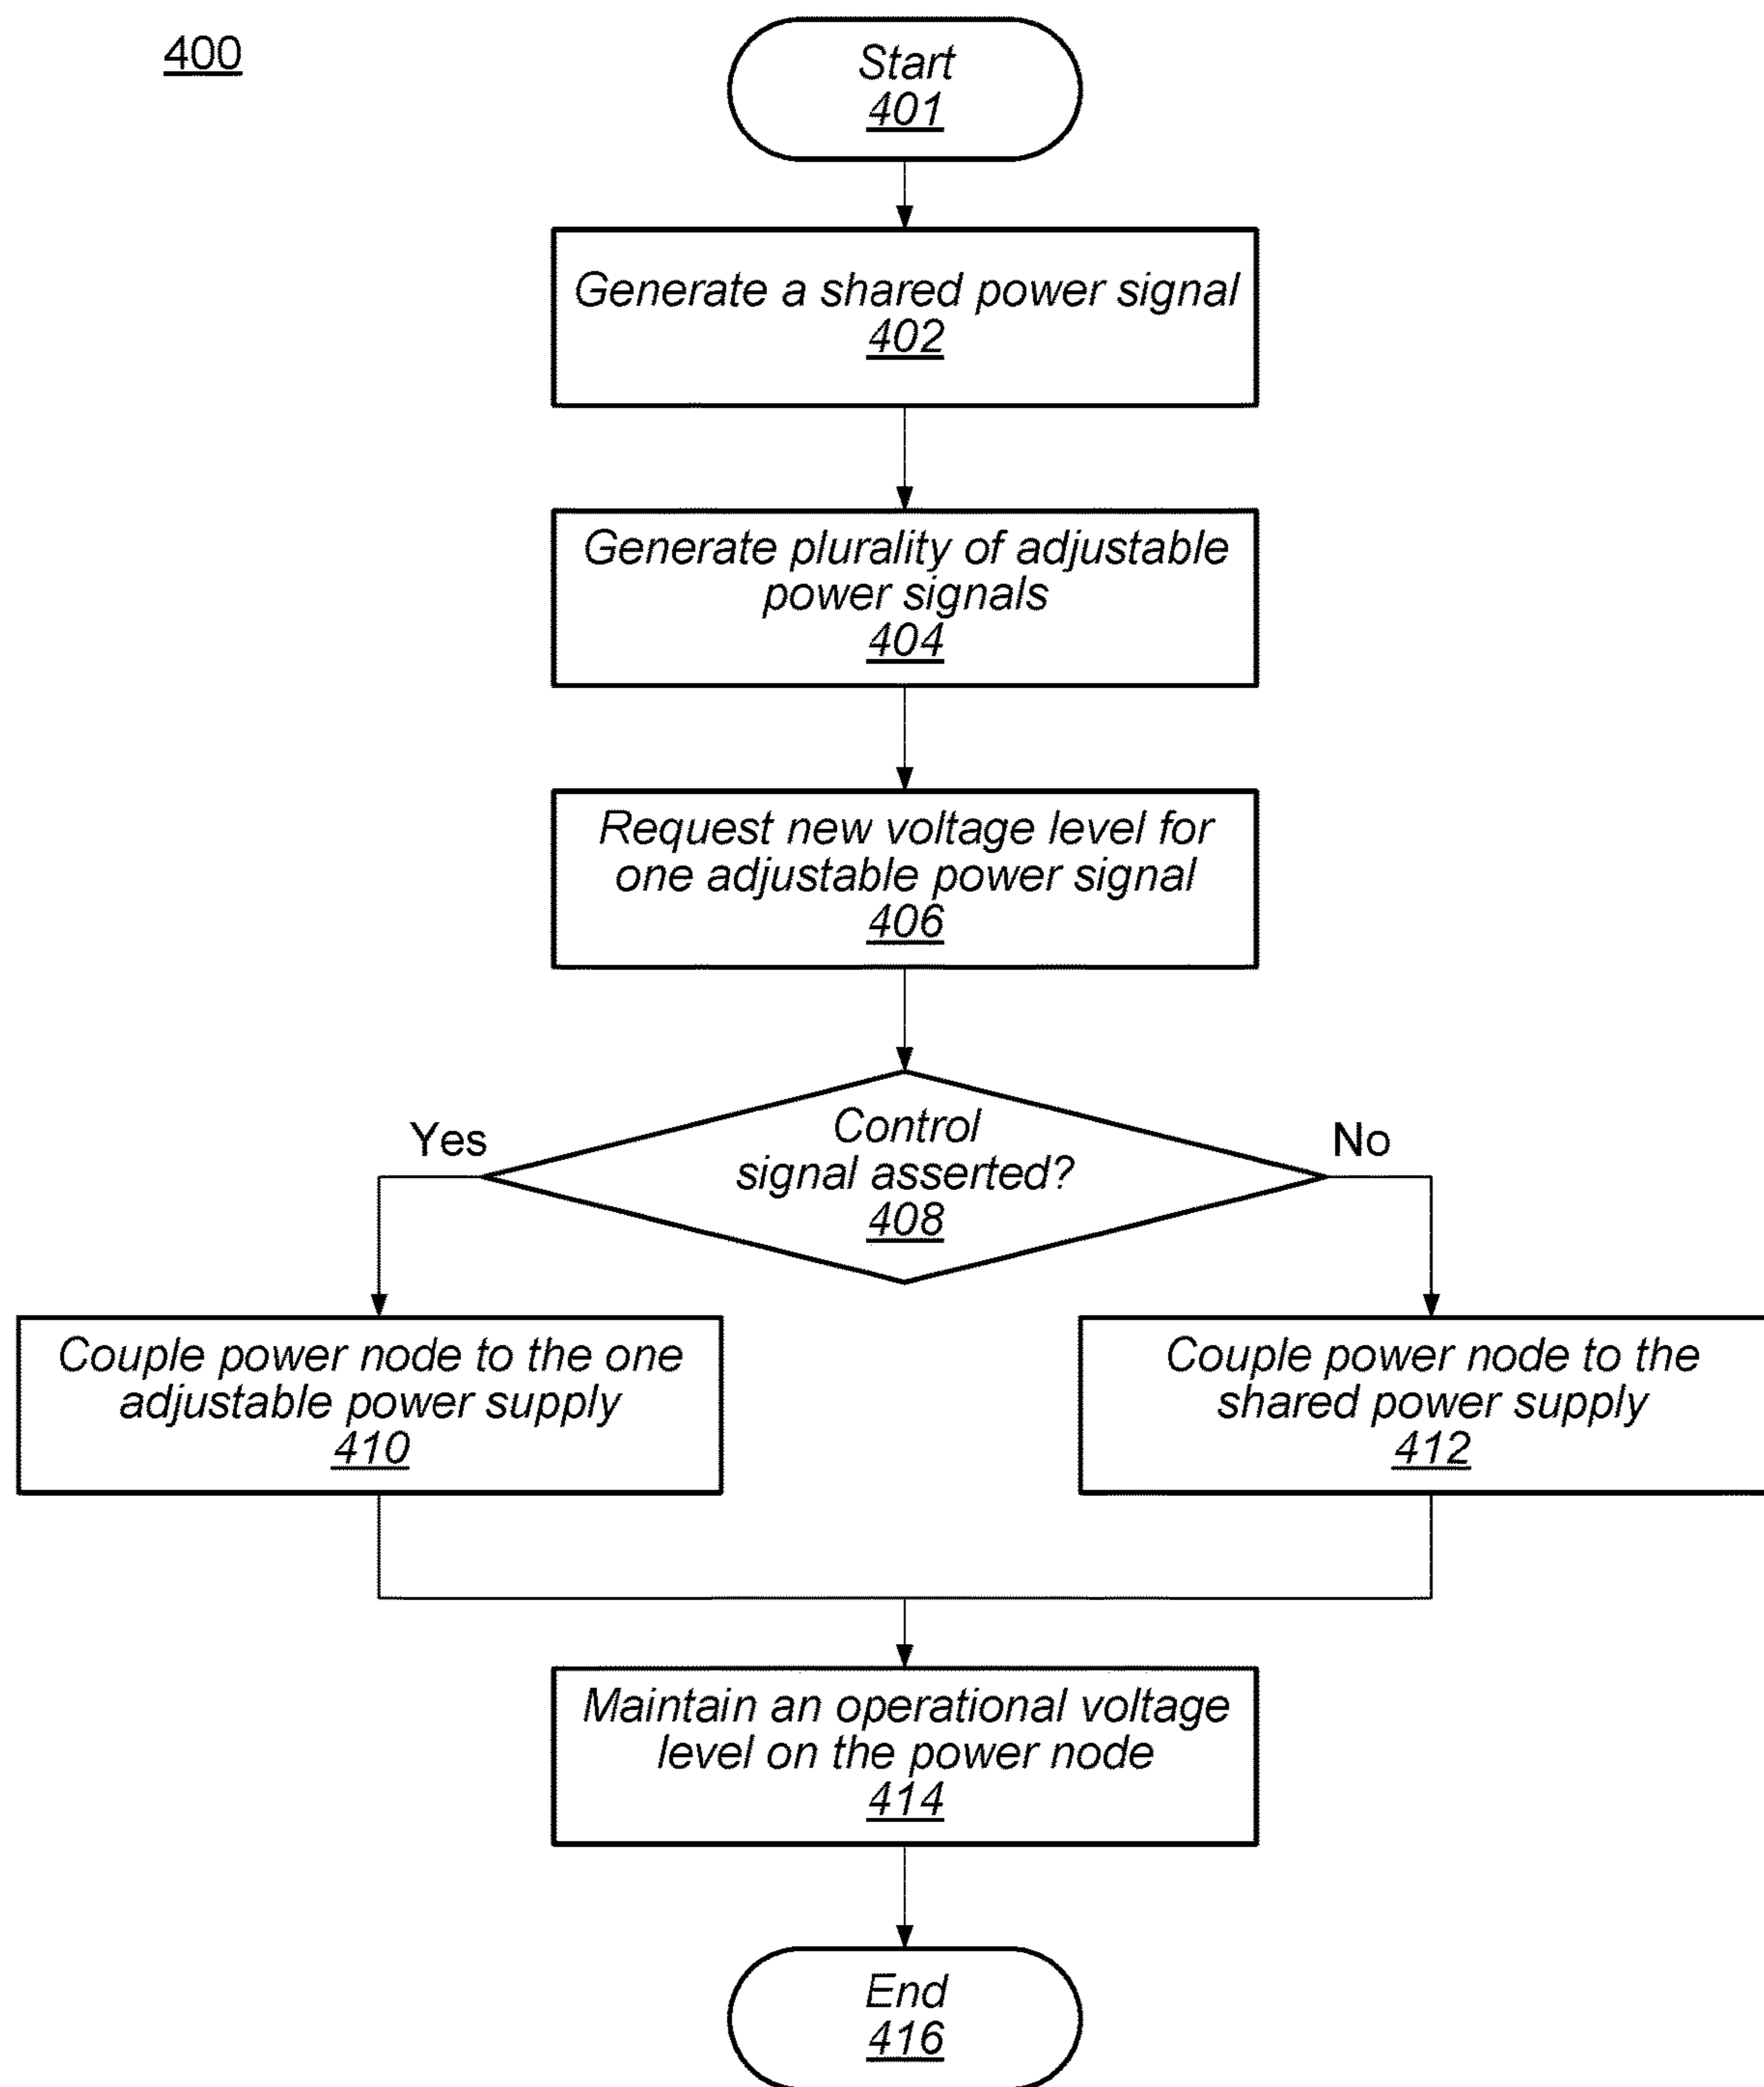 400
Start
401
Generate a shared power signal
402
Generate plurality of adjustable
power signals
404
Request new voltage level for
one adjustable power signal
406
Control
signal asserted?
408
Yes
No
Couple power node to the one
adjustable power supply
410
Couple power node to the
shared power supply
412
Maintain an operational voltage
level on the power node
414
End
416